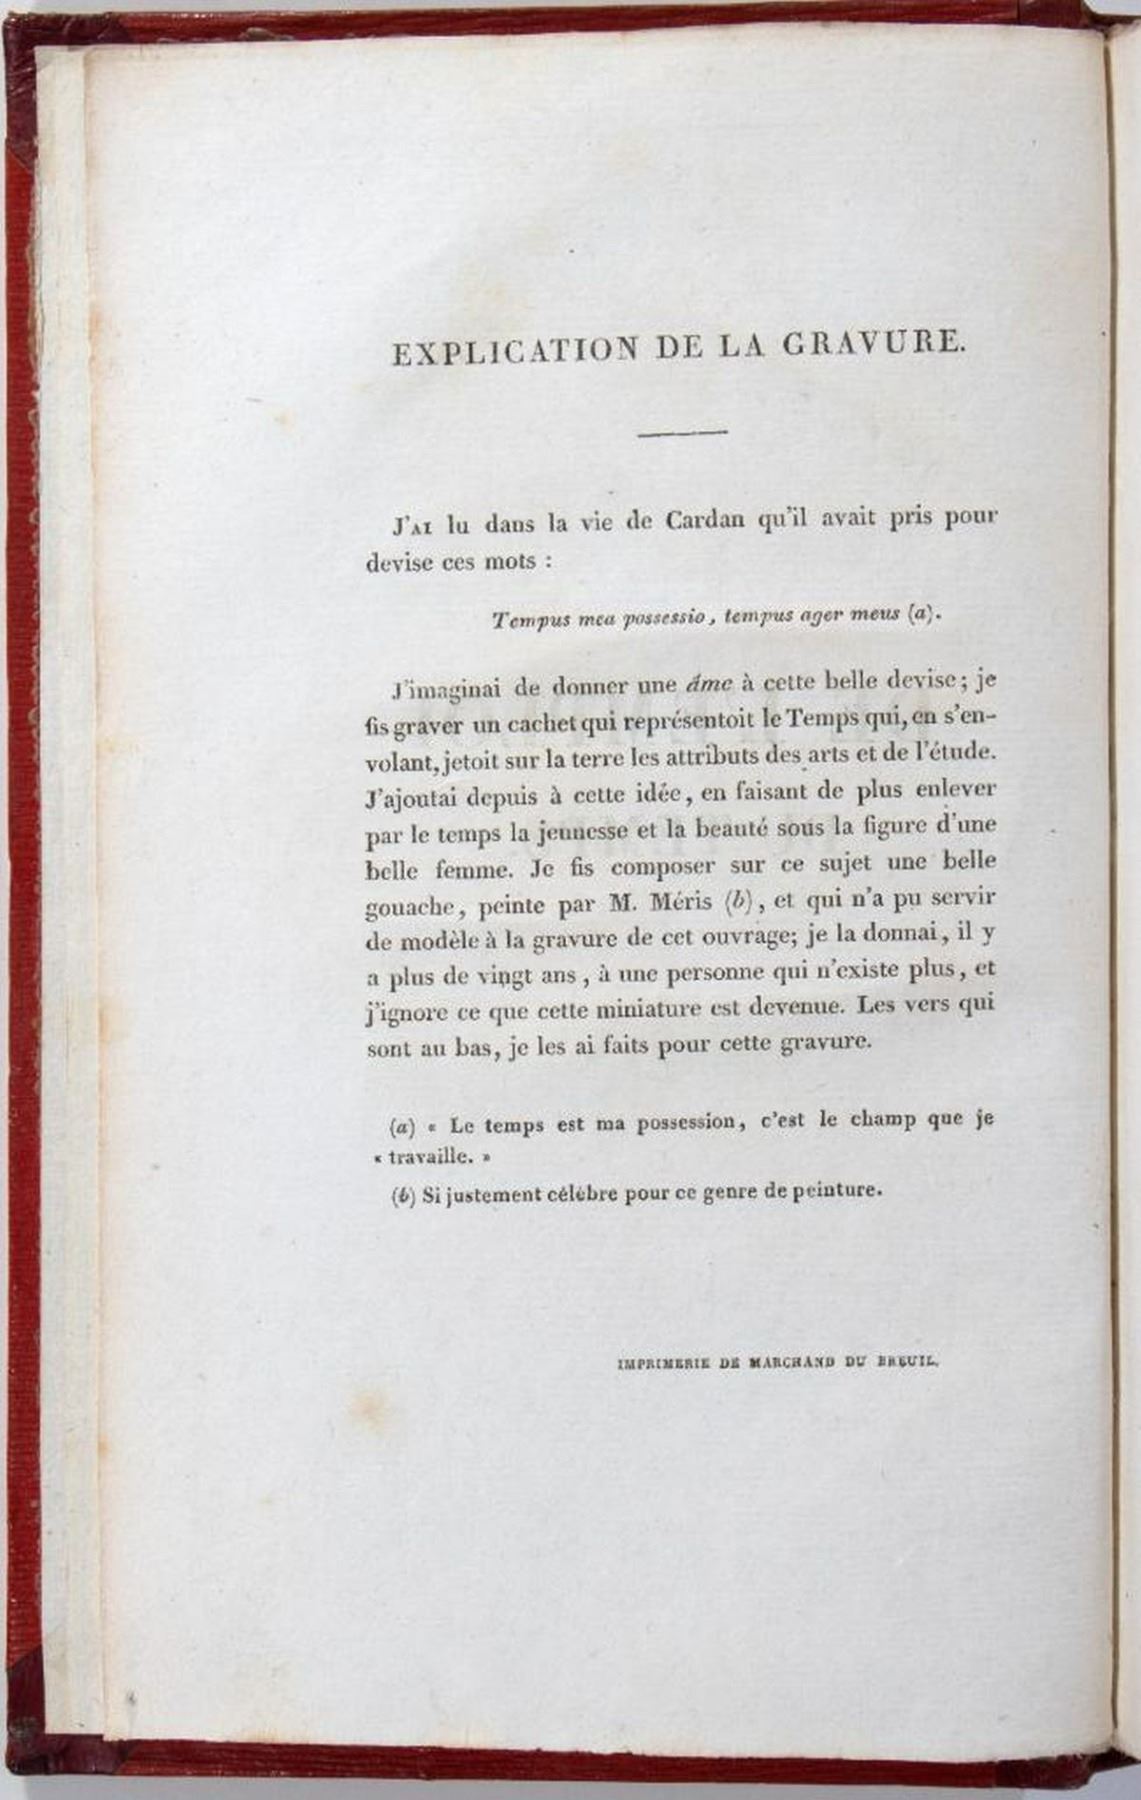 EXPLICATION DE LA GRAVURE.
J'AI lu dans la vie de Cardan qu'il avait pris pour
devise ces mots :
Tempus mea possessio, tempus ager meus (a).
J'imaginai de donner une âme à cette belle devise; je
fis graver un cachet qui représentoit le Temps qui, en s'en-
volant, jetoit sur la terre les attributs des arts et de l'étude.
J'ajoutai depuis à cette idée, en faisant de plus enlever
par le temps la jeunesse et la beauté sous la figure d'une
belle femme. Je fis composer sur ce sujet une belle
gouache, peinte par M. Méris (b), et qui n'a pu servir
de modèle à la gravure de cet ouvrage; je la donnai, il y
a plus de vingt ans, à une personne qui n'existe plus, et
j'ignore ce que cette miniature est devenue. Les vers qui
sont au bas, je les ai faits pour cette gravure.
(a) « Le temps est ma possession, c'est le champ que je
« travaille. »
(b) Si justement célèbre pour ce genre de peinture.
IMPRIMERIE DE MARCHAND DU BREUIL.